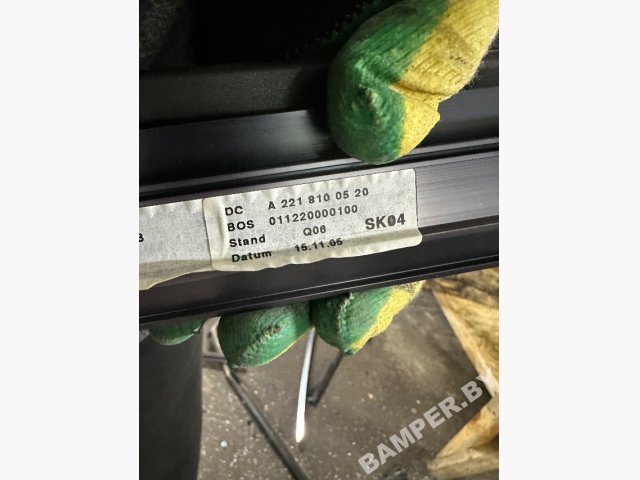 DC A 221 810 05 20
BOS 011220000100
Stand Q06 SK04
Datum 15.11.05
BAMPER.BY